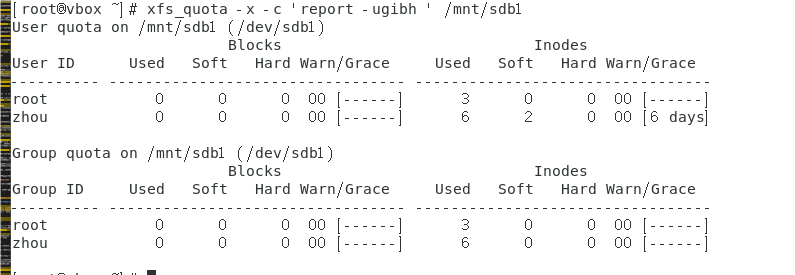 [root@vbox ~]# xfs_quota -x -c 'report -ugibh ' /mnt/sdb1
User quota on /mnt/sdb1 (/dev/sdb1)
Blocks Inodes
User ID Used Soft Hard Warn/Grace Used Soft Hard Warn/Grace
---------- --------------------------------- ---------------------------------
root 0 0 0 00 [------] 3 0 0 00 [------]
zhou 0 0 0 00 [------] 6 2 0 00 [6 days]
Group quota on /mnt/sdb1 (/dev/sdb1)
Blocks Inodes
Group ID Used Soft Hard Warn/Grace Used Soft Hard Warn/Grace
---------- --------------------------------- ---------------------------------
root 0 0 0 00 [------] 3 0 0 00 [------]
zhou 0 0 0 00 [------] 6 0 0 00 [------]